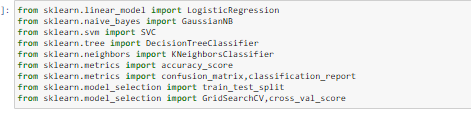 ]: from sklearn.linear_model import LogisticRegression
from sklearn.naive_bayes import GaussianNB
from sklearn.svm import SVC
from sklearn.tree import DecisionTreeClassifier
from sklearn.neighbors import KNeighborsClassifier
from sklearn.metrics import accuracy_score
from sklearn.metrics import confusion_matrix,classification_report
from sklearn.model_selection import train_test_split
from sklearn.model_selection import GridSearchCV,cross_val_score